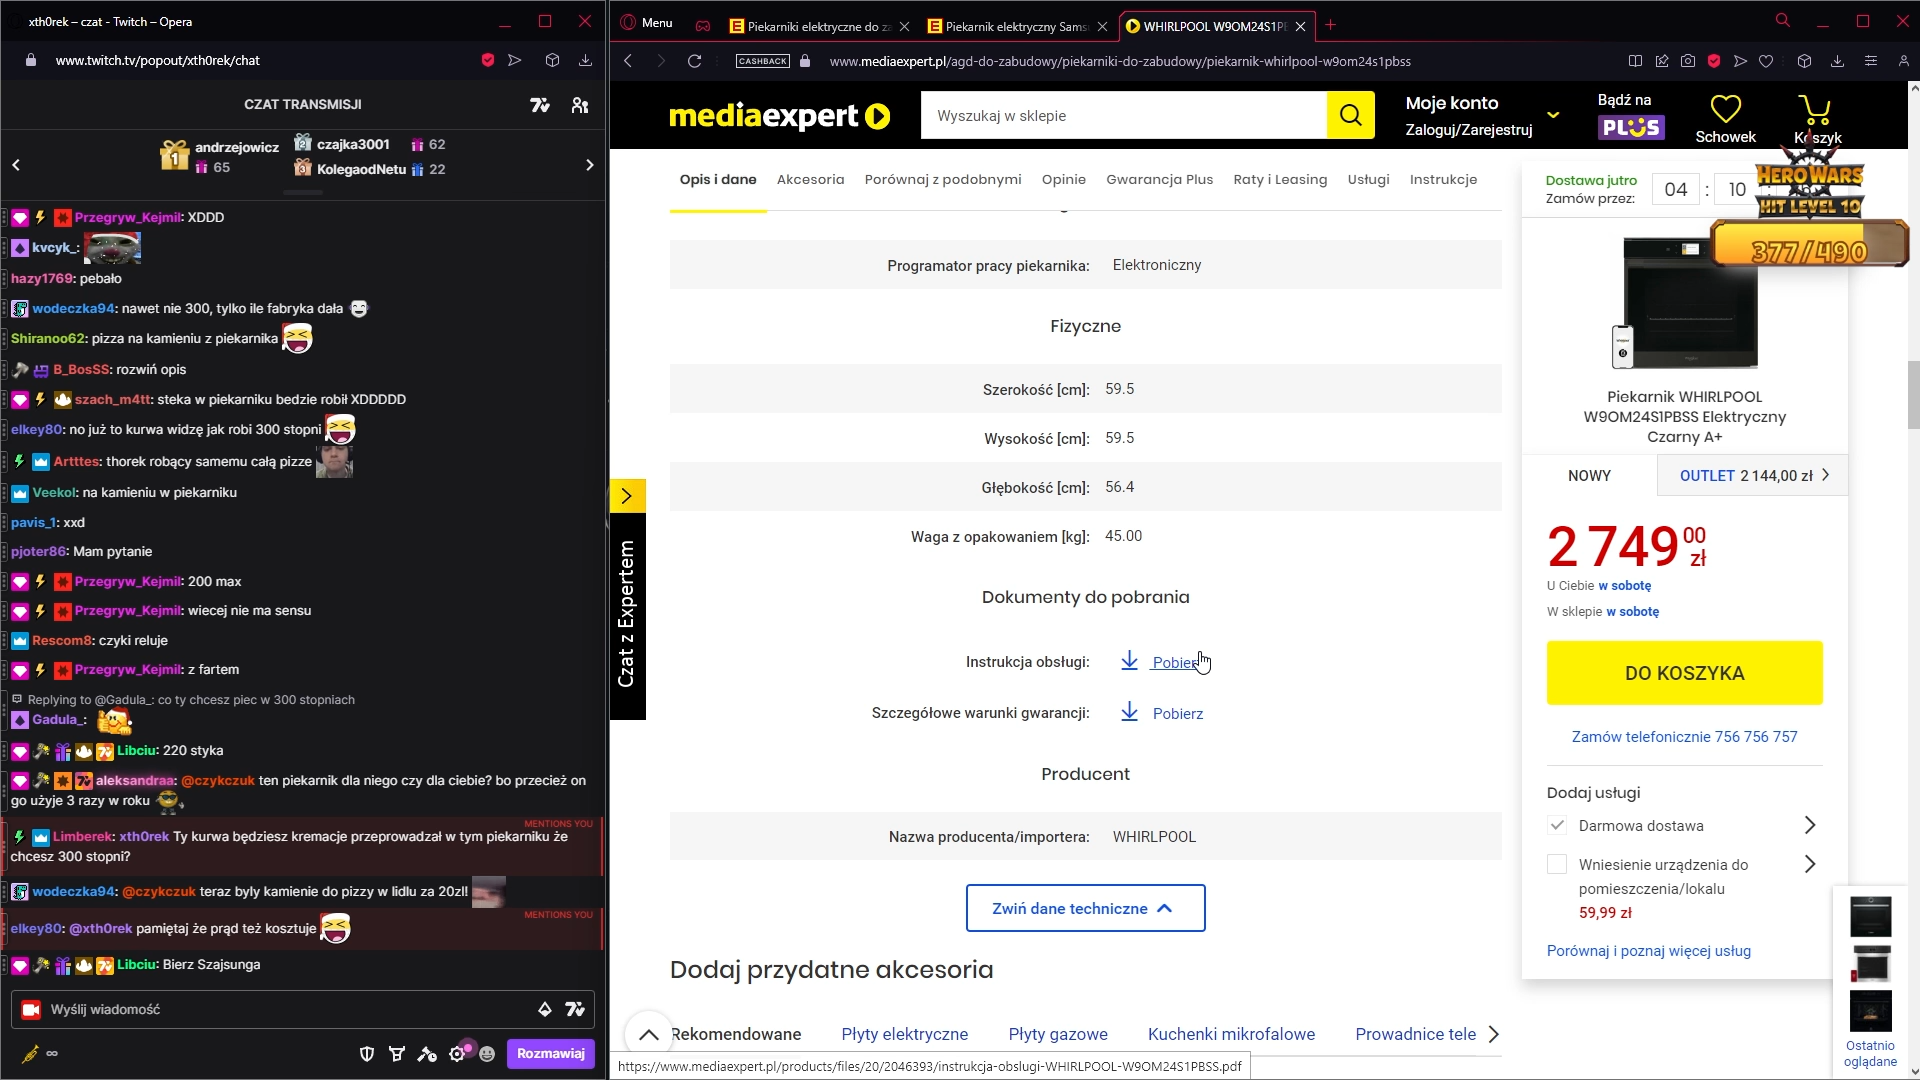 xth0rek – czat - Twitch – Opera
www.twitch.tv/popout/xth0rek/chat
CZAT TRANSMISJI
1
andrzejowicz
65
2
czajka3001 62
3
KolegaodNetu 22
Przegryw_Kejmil: XDDD
kvcyk_:
hazy1769: pebało
wodeczka94: nawet nie 300, tylko ile fabryka dała
Shiranoo62: pizza na kamieniu z piekarnika
B_BosSS: rozwiń opis
szach_m4tt: steka w piekarniku bedzie robił XDDDDD
elkey80: no już to kurwa widzę jak robi 300 stopni
Artttes: thorek robący samemu całą pizze
Veekol: na kamieniu w piekarniku
pavis_1: xxd
pjoter86: Mam pytanie
Przegryw_Kejmil: 200 max
Przegryw_Kejmil: wiecej nie ma sensu
Rescom8: czyki reluje
Przegryw_Kejmil: z fartem
Replying to @Gadula_: co ty chcesz piec w 300 stopniach
Gadula_:
Libciu: 220 styka
aleksandraa: @czykczuk ten piekarnik dla niego czy dla ciebie? bo przecież on
go użyje 3 razy w roku
MENTIONS YOU
Limberek: xth0rek Ty kurwa będziesz kremacje przeprowadzał w tym piekarniku że
chcesz 300 stopni?
wodeczka94: @czykczuk teraz byly kamienie do pizzy w lidlu za 20zl!
MENTIONS YOU
elkey80: @xth0rek pamiętaj że prąd też kosztuje
Libciu: Bierz Szajsunga
Wyślij wiadomość
∞
Rozmawiaj
Menu
Piekarniki elektryczne do za
Piekarnik elektryczny Sams
WHIRLPOOL W9OM24S1PB
CASHBACK
www.mediaexpert.pl/agd-do-zabudowy/piekarniki-do-zabudowy/piekarnik-whirlpool-w9om24s1pbss
mediaexpert
Wyszukaj w sklepie
Moje konto
Zaloguj/Zarejestruj
Bądź na
PLUS
Schowek
Koszyk
Opis i dane
Akcesoria
Porównaj z podobnymi
Opinie
Gwarancja Plus
Raty i Leasing
Usługi
Instrukcje
Programator pracy piekarnika: Elektroniczny
Fizyczne
Szerokość [cm]: 59.5
Wysokość [cm]: 59.5
Głębokość [cm]: 56.4
Waga z opakowaniem [kg]: 45.00
Dokumenty do pobrania
Instrukcja obsługi: Pobierz
Szczegółowe warunki gwarancji: Pobierz
Producent
Nazwa producenta/importera: WHIRLPOOL
Zwiń dane techniczne
Dodaj przydatne akcesoria
Rekomendowane
Płyty elektryczne
Płyty gazowe
Kuchenki mikrofalowe
Prowadnice tele
https://www.mediaexpert.pl/products/files/20/2046393/instrukcja-obslugi-WHIRLPOOL-W9OM24S1PBSS.pdf
Czat z Expertem
Dostawa jutro
Zamów przez:
04 : 10 :
HERO WARS
HIT LEVEL 10
377/490
Piekarnik WHIRLPOOL
W9OM24S1PBSS Elektryczny
Czarny A+
NOWY
OUTLET 2 144,00 zł
2 749 00 zł
U Ciebie w sobotę
W sklepie w sobotę
DO KOSZYKA
Zamów telefonicznie 756 756 757
Dodaj usługi
Darmowa dostawa
Wniesienie urządzenia do
pomieszczenia/lokalu
59,99 zł
Porównaj i poznaj więcej usług
Ostatnio
oglądane